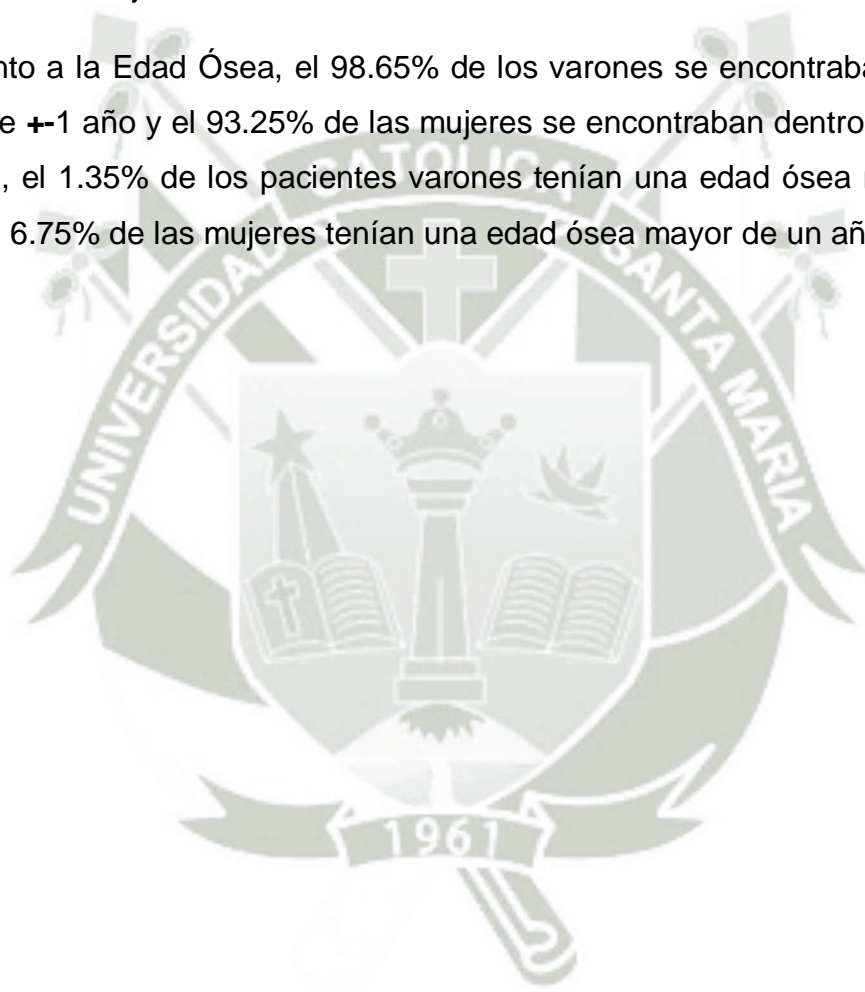 nto a la Edad Ósea, el 98.65% de los varones se encontrab
e +-1 año y el 93.25% de las mujeres se encontraban dentro
, el 1.35% de los pacientes varones tenían una edad ósea
6.75% de las mujeres tenían una edad ósea mayor de un añ
UNIVERSIDAD CATOLICA SANTA MARIA
1961